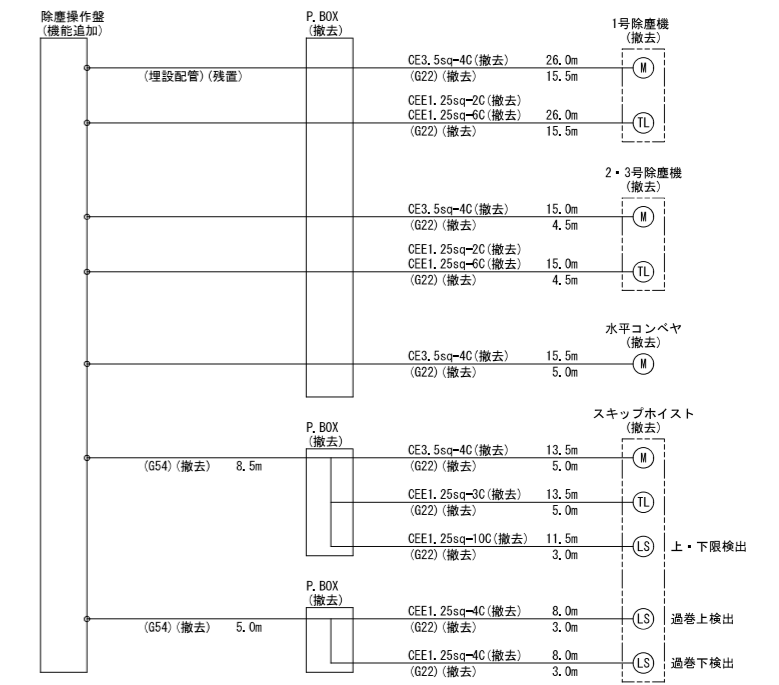 除塵操作盤
(機能追加)
P.BOX
(撤去)
1号除塵機
(撤去)
CE3.5sq-4C(撤去) 26.0m
(埋設配管)(残置)
(G22)(撤去) 15.5m
M
CEE1.25sq-2C(撤去)
CEE1.25sq-6C(撤去) 26.0m
(G22)(撤去) 15.5m
TL
2・3号除塵機
(撤去)
CE3.5sq-4C(撤去) 15.0m
(G22)(撤去) 4.5m
M
CEE1.25sq-2C(撤去)
CEE1.25sq-6C(撤去) 15.0m
(G22)(撤去) 4.5m
TL
水平コンベヤ
(撤去)
CE3.5sq-4C(撤去) 15.5m
(G22)(撤去) 5.0m
M
スキップホイスト
(撤去)
P.BOX
(撤去)
CE3.5sq-4C(撤去) 13.5m
(G54)(撤去) 8.5m
(G22)(撤去) 5.0m
M
CEE1.25sq-3C(撤去) 13.5m
(G22)(撤去) 5.0m
TL
CEE1.25sq-10C(撤去) 11.5m
(G22)(撤去) 3.0m
LS 上・下限検出
P.BOX
(撤去)
CEE1.25sq-4C(撤去) 8.0m
(G54)(撤去) 5.0m
(G22)(撤去) 3.0m
LS 過巻上検出
CEE1.25sq-4C(撤去) 8.0m
(G22)(撤去) 3.0m
LS 過巻下検出